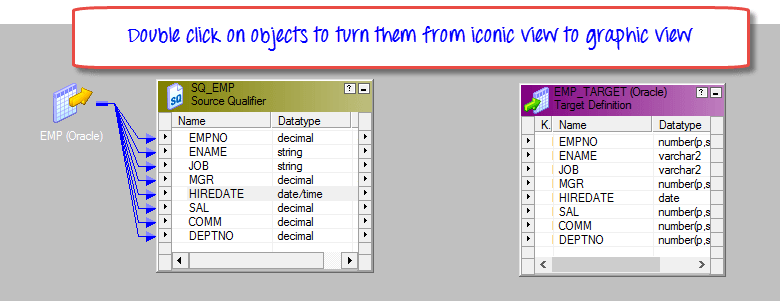 Double click on objects to turn them from iconic view to graphic view
EMP (Oracle)
SQ
SQ_EMP
Source Qualifier
?
Name Datatype
EMPNO decimal
ENAME string
JOB string
MGR decimal
HIREDATE date/time
SAL decimal
COMM decimal
DEPTNO decimal
EMP_TARGET (Oracle)
Target Definition
?
K. Name Datatype
EMPNO number(p,s
ENAME varchar2
JOB varchar2
MGR number(p,s
HIREDATE date
SAL number(p,s
COMM number(p,s
DEPTNO number(p,s